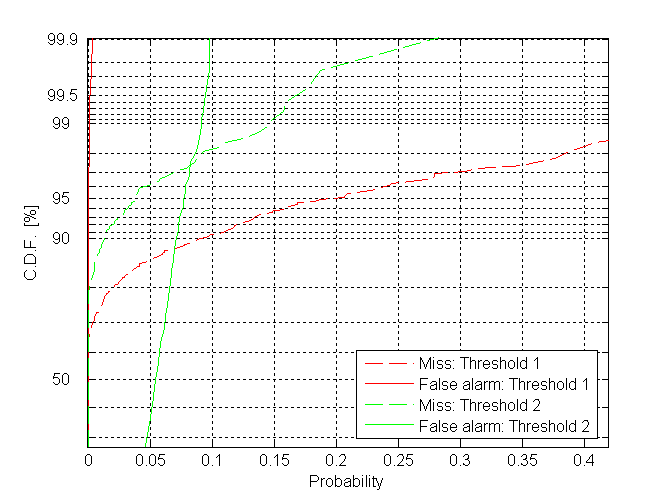 99.9
99.5
99
95
90
50
C.D.F. [%]
Miss: Threshold 1
False alarm: Threshold 1
Miss: Threshold 2
False alarm: Threshold 2
0 0.05 0.1 0.15 0.2 0.25 0.3 0.35 0.4
Probability